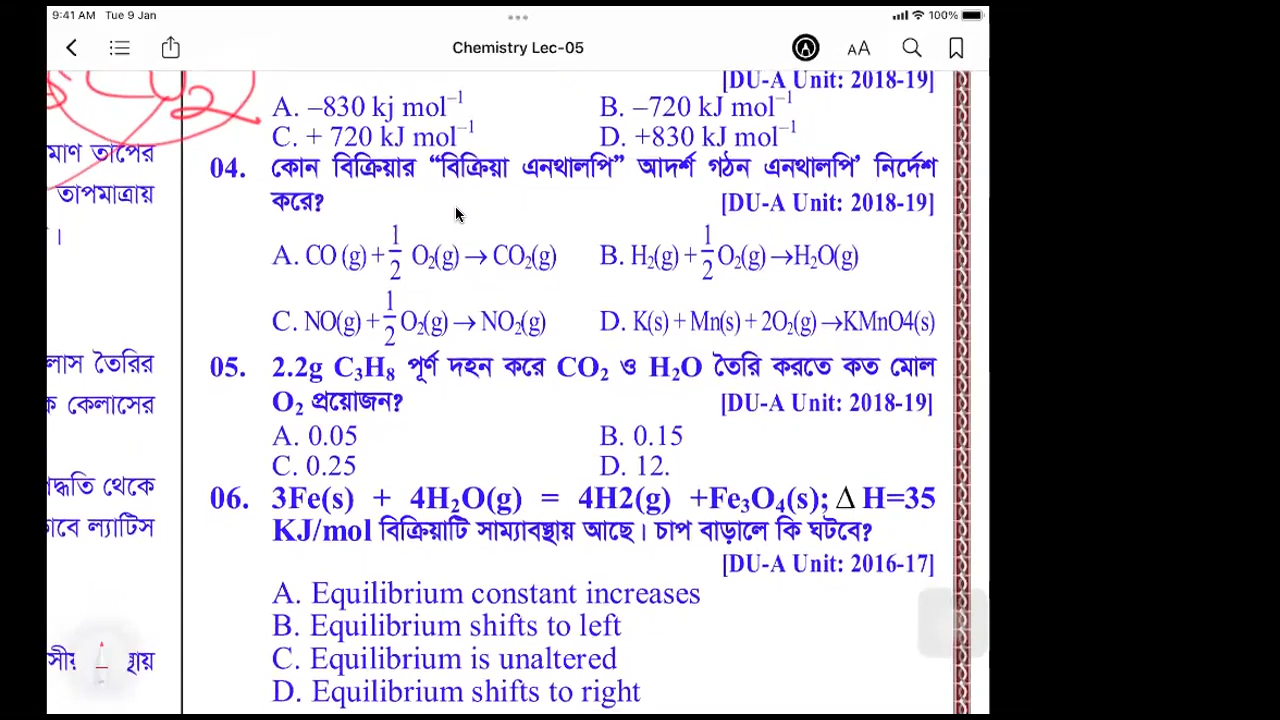 9:41 AM Tue 9 Jan
100%
Chemistry Lec-05
AA
[DU-A Unit: 2018-19]
A. –830 kj mol⁻¹ B. –720 kJ mol⁻¹
C. + 720 kJ mol⁻¹ D. +830 kJ mol⁻¹
04. কোন বিক্রিয়ার “বিক্রিয়া এনথালপি” আদর্শ গঠন এনথালপি’ নির্দেশ
করে? [DU-A Unit: 2018-19]
A. CO (g) + 1/2 O₂(g) → CO₂(g) B. H₂(g) + 1/2 O₂(g) →H₂O(g)
C. NO(g) + 1/2 O₂(g) → NO₂(g) D. K(s) + Mn(s) + 2O₂(g) →KMnO4(s)
05. 2.2g C₃H₈ পূর্ণ দহন করে CO₂ ও H₂O তৈরি করতে কত মোল
O₂ প্রয়োজন? [DU-A Unit: 2018-19]
A. 0.05 B. 0.15
C. 0.25 D. 12.
06. 3Fe(s) + 4H₂O(g) = 4H2(g) +Fe₃O₄(s); Δ H=35
KJ/mol বিক্রিয়াটি সাম্যাবস্থায় আছে। চাপ বাড়ালে কি ঘটবে?
[DU-A Unit: 2016-17]
A. Equilibrium constant increases
B. Equilibrium shifts to left
C. Equilibrium is unaltered
D. Equilibrium shifts to right
তাপের
তাপমাত্রায়
।
তৈরির
কেলাসের
থেকে
ল্যাটিস